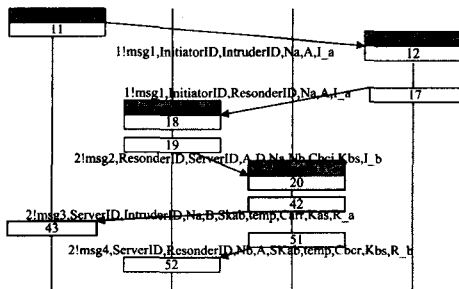 11
12
1!msg1,InitiatorID,IntruderID,Na,A,I_a
1!msg1,InitiatorID,ResonderID,Na,A,I_a
17
18
19
2!msg2,ResonderID,ServerID,A,D,Na,Nb,Cbci,Kbs,I_b
20
42
2!msg3,ServerID,IntruderID,Na,B,Skab,temp,Carr,Kas,R_a
43
51
2!msg4,ServerID,ResonderID,Nb,A,SKab,temp,Cbcr,Kbs,R_b
52